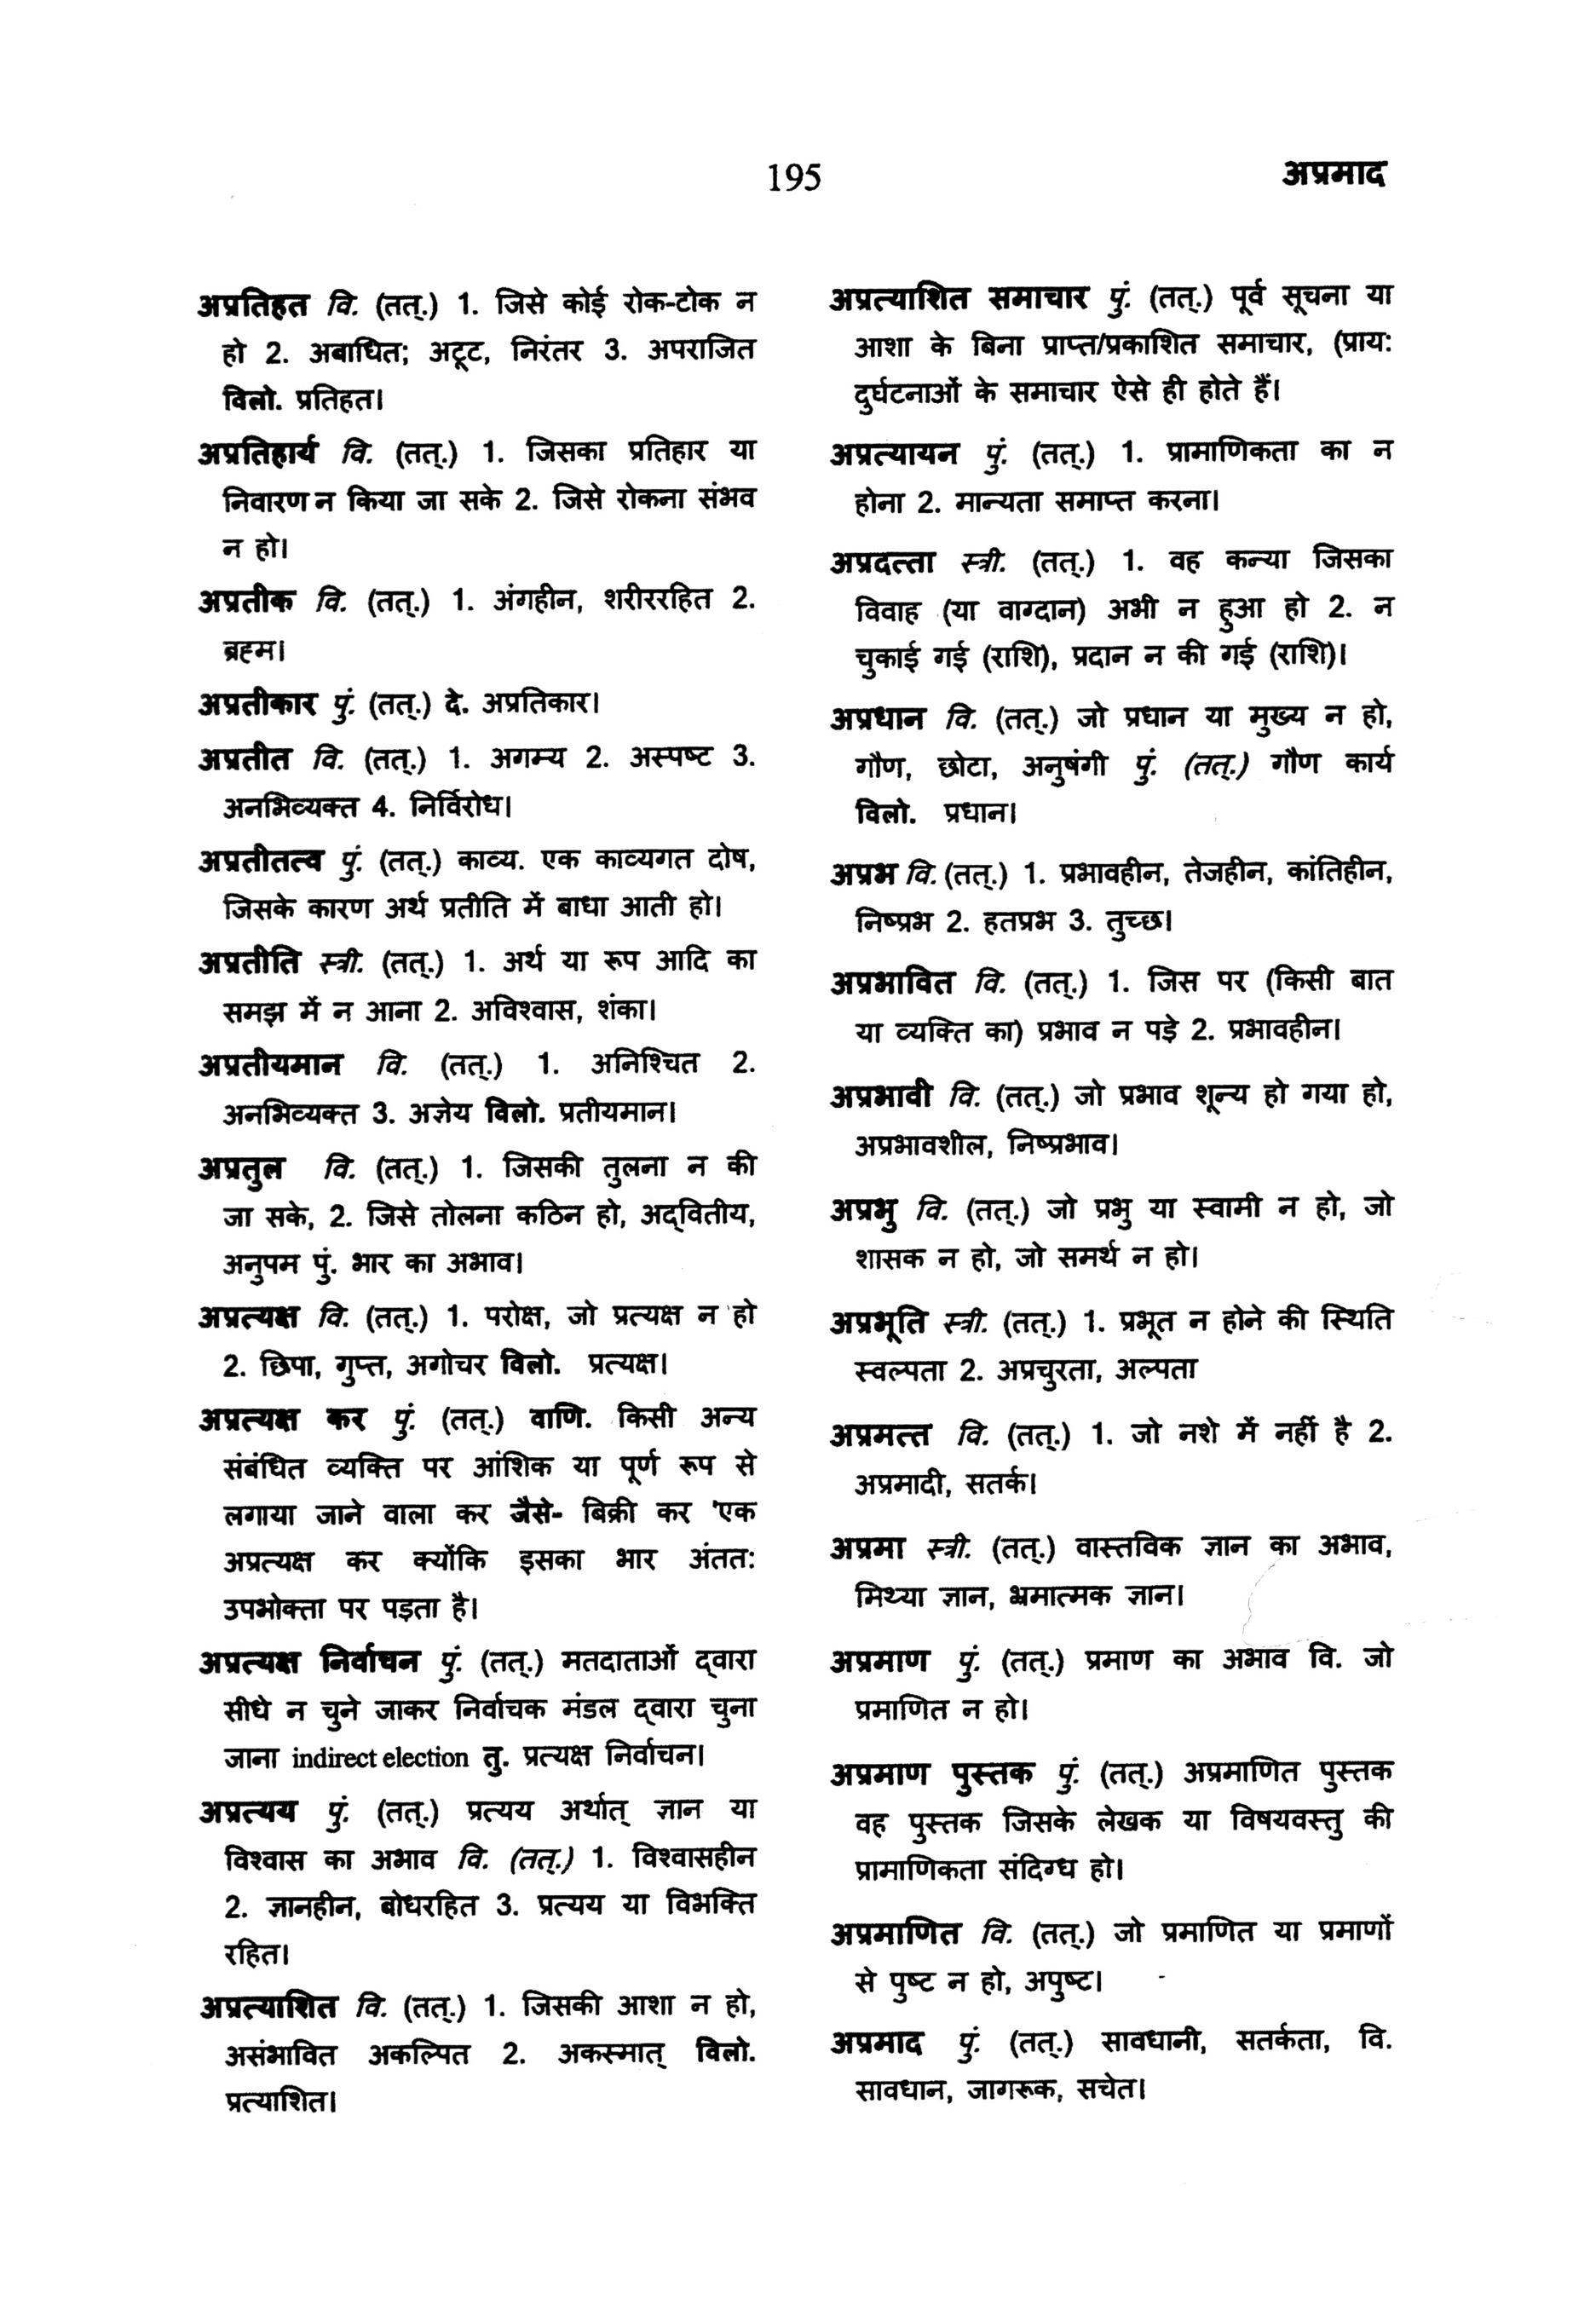 195
अप्रमाद
अप्रतिहत वि. (तत्.) 1. जिसे कोई रोक-टोक न
हो 2. अबाधित; अटूट, निरंतर 3. अपराजित
विलो. प्रतिहत।
अप्रतिहार्य वि. (तत्.) 1. जिसका प्रतिहार या
निवारण न किया जा सके 2. जिसे रोकना संभव
न हो।
अप्रतीक वि. (तत्.) 1. अंगहीन, शरीररहित 2.
ब्रह्म।
अप्रतीकार पुं. (तत्.) दे. अप्रतिकार।
अप्रतीत वि. (तत्.) 1. अगम्य 2. अस्पष्ट 3.
अनभिव्यक्त 4. निर्विरोध।
अप्रतीतत्व पुं. (तत्.) काव्य. एक काव्यगत दोष,
जिसके कारण अर्थ प्रतीति में बाधा आती हो।
अप्रतीति स्त्री. (तत्.) 1. अर्थ या रूप आदि का
समझ में न आना 2. अविश्वास, शंका।
अप्रतीयमान वि. (तत्.) 1. अनिश्चित 2.
अनभिव्यक्त 3. अज्ञेय विलो. प्रतीयमान।
अप्रतुल वि. (तत्.) 1. जिसकी तुलना न की
जा सके, 2. जिसे तोलना कठिन हो, अद्वितीय,
अनुपम पुं. भार का अभाव।
अप्रत्यक्ष वि. (तत्.) 1. परोक्ष, जो प्रत्यक्ष न हो
2. छिपा, गुप्त, अगोचर विलो. प्रत्यक्ष।
अप्रत्यक्ष कर पुं. (तत्.) वाणि. किसी अन्य
संबंधित व्यक्ति पर आंशिक या पूर्ण रूप से
लगाया जाने वाला कर जैसे- बिक्री कर 'एक
अप्रत्यक्ष कर क्योंकि इसका भार अंतत:
उपभोक्ता पर पड़ता है।
अप्रत्यक्ष निर्वाचन पुं. (तत्.) मतदाताओं द्वारा
सीधे न चुने जाकर निर्वाचक मंडल द्वारा चुना
जाना indirect election तु. प्रत्यक्ष निर्वाचन।
अप्रत्यय पुं. (तत्.) प्रत्यय अर्थात् ज्ञान या
विश्वास का अभाव वि. (तत्.) 1. विश्वासहीन
2. ज्ञानहीन, बोधरहित 3. प्रत्यय या विभक्ति
रहित।
अप्रत्याशित वि. (तत्.) 1. जिसकी आशा न हो,
असंभावित अकल्पित 2. अकस्मात् विलो.
प्रत्याशित।
अप्रत्याशित समाचार पुं. (तत्.) पूर्व सूचना या
आशा के बिना प्राप्त/प्रकाशित समाचार, (प्राय:
दुर्घटनाओं के समाचार ऐसे ही होते हैं।
अप्रत्यायन पुं. (तत्.) 1. प्रामाणिकता का न
होना 2. मान्यता समाप्त करना।
अप्रदत्ता स्त्री. (तत्.) 1. वह कन्या जिसका
विवाह (या वाग्दान) अभी न हुआ हो 2. न
चुकाई गई (राशि), प्रदान न की गई (राशि)।
अप्रधान वि. (तत्.) जो प्रधान या मुख्य न हो,
गौण, छोटा, अनुषंगी पुं. (तत्.) गौण कार्य
विलो. प्रधान।
अप्रभ वि. (तत्.) 1. प्रभावहीन, तेजहीन, कांतिहीन,
निष्प्रभ 2. हतप्रभ 3. तुच्छ।
अप्रभावित वि. (तत्.) 1. जिस पर (किसी बात
या व्यक्ति का) प्रभाव न पड़े 2. प्रभावहीन।
अप्रभावी वि. (तत्.) जो प्रभाव शून्य हो गया हो,
अप्रभावशील, निष्प्रभाव।
अप्रभु वि. (तत्.) जो प्रभु या स्वामी न हो, जो
शासक न हो, जो समर्थ न हो।
अप्रभूति स्त्री. (तत्.) 1. प्रभूत न होने की स्थिति
स्वल्पता 2. अप्रचुरता, अल्पता
अप्रमत्त वि. (तत्.) 1. जो नशे में नहीं है 2.
अप्रमादी, सतर्क।
अप्रमा स्त्री. (तत्.) वास्तविक ज्ञान का अभाव,
मिथ्या ज्ञान, भ्रमात्मक ज्ञान।
अप्रमाण पुं. (तत्.) प्रमाण का अभाव वि. जो
प्रमाणित न हो।
अप्रमाण पुस्तक पुं. (तत्.) अप्रमाणित पुस्तक
वह पुस्तक जिसके लेखक या विषयवस्तु की
प्रामाणिकता संदिग्ध हो।
अप्रमाणित वि. (तत्.) जो प्रमाणित या प्रमाणों
से पुष्ट न हो, अपुष्ट।
अप्रमाद पुं. (तत्.) सावधानी, सतर्कता, वि.
सावधान, जागरूक, सचेत।